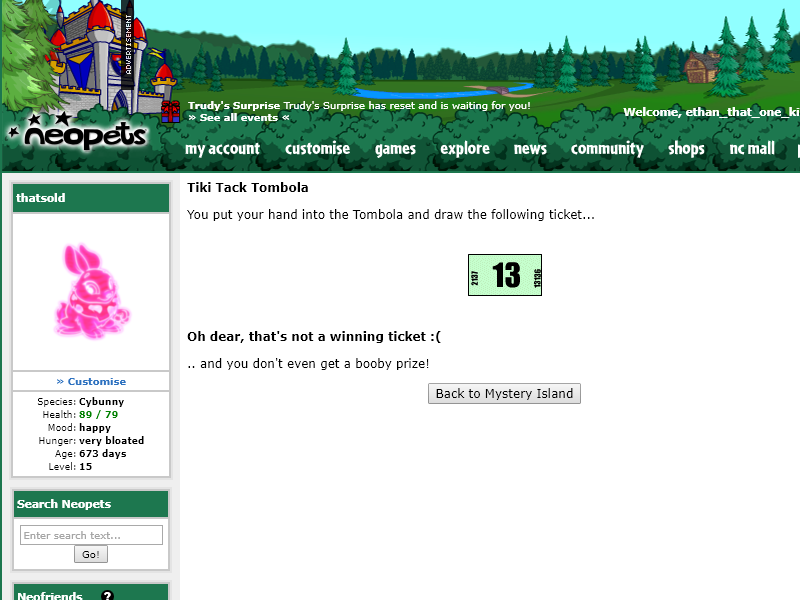 ADVERTISEMENT
Trudy's Surprise Trudy's Surprise has reset and is waiting for you!
» See all events «
Welcome, ethan_that_one_ki
neopets
my account customise games explore news community shops nc mall
thatsold
» Customise
Species: Cybunny
Health: 89 / 79
Mood: happy
Hunger: very bloated
Age: 673 days
Level: 15
Search Neopets
Enter search text...
Go!
Neofriends ?
Tiki Tack Tombola
You put your hand into the Tombola and draw the following ticket...
2137 13 13136
Oh dear, that's not a winning ticket :(
.. and you don't even get a booby prize!
Back to Mystery Island